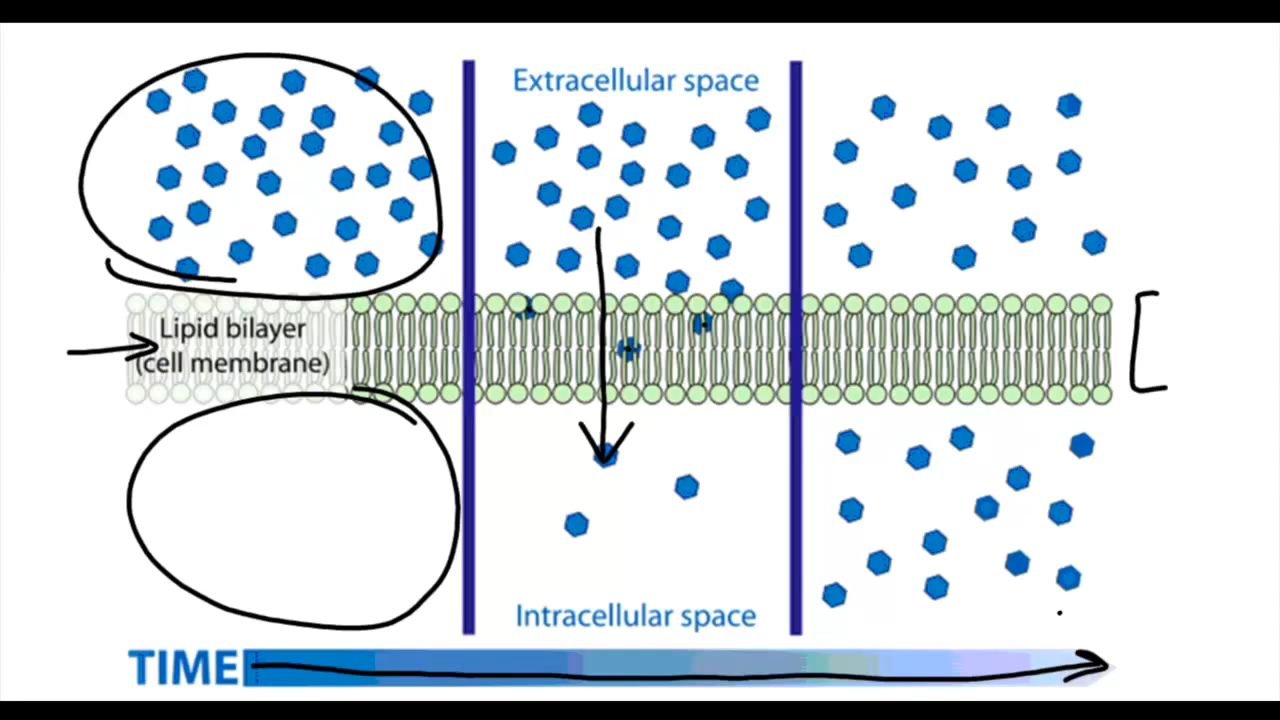 Extracellular space
Lipid bilayer
(cell membrane)
Intracellular space
TIME